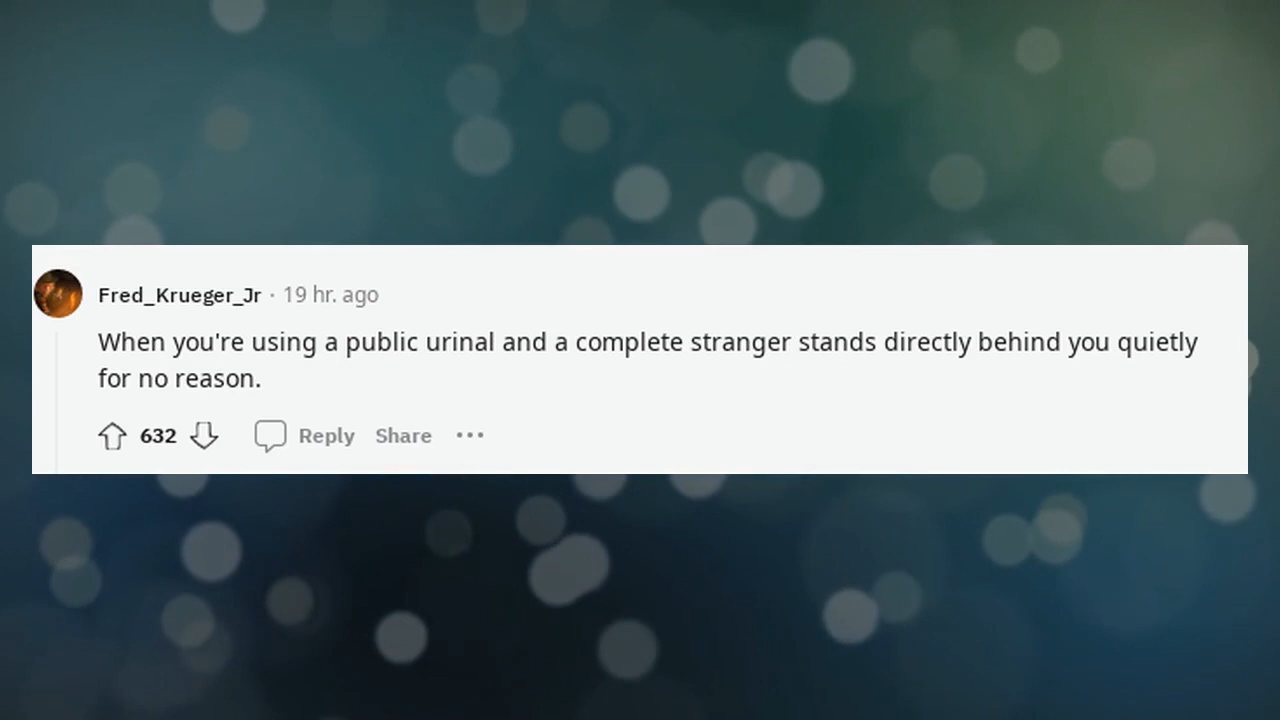 Fred_Krueger_Jr · 19 hr. ago
When you're using a public urinal and a complete stranger stands directly behind you quietly
for no reason.
632 Reply Share ···